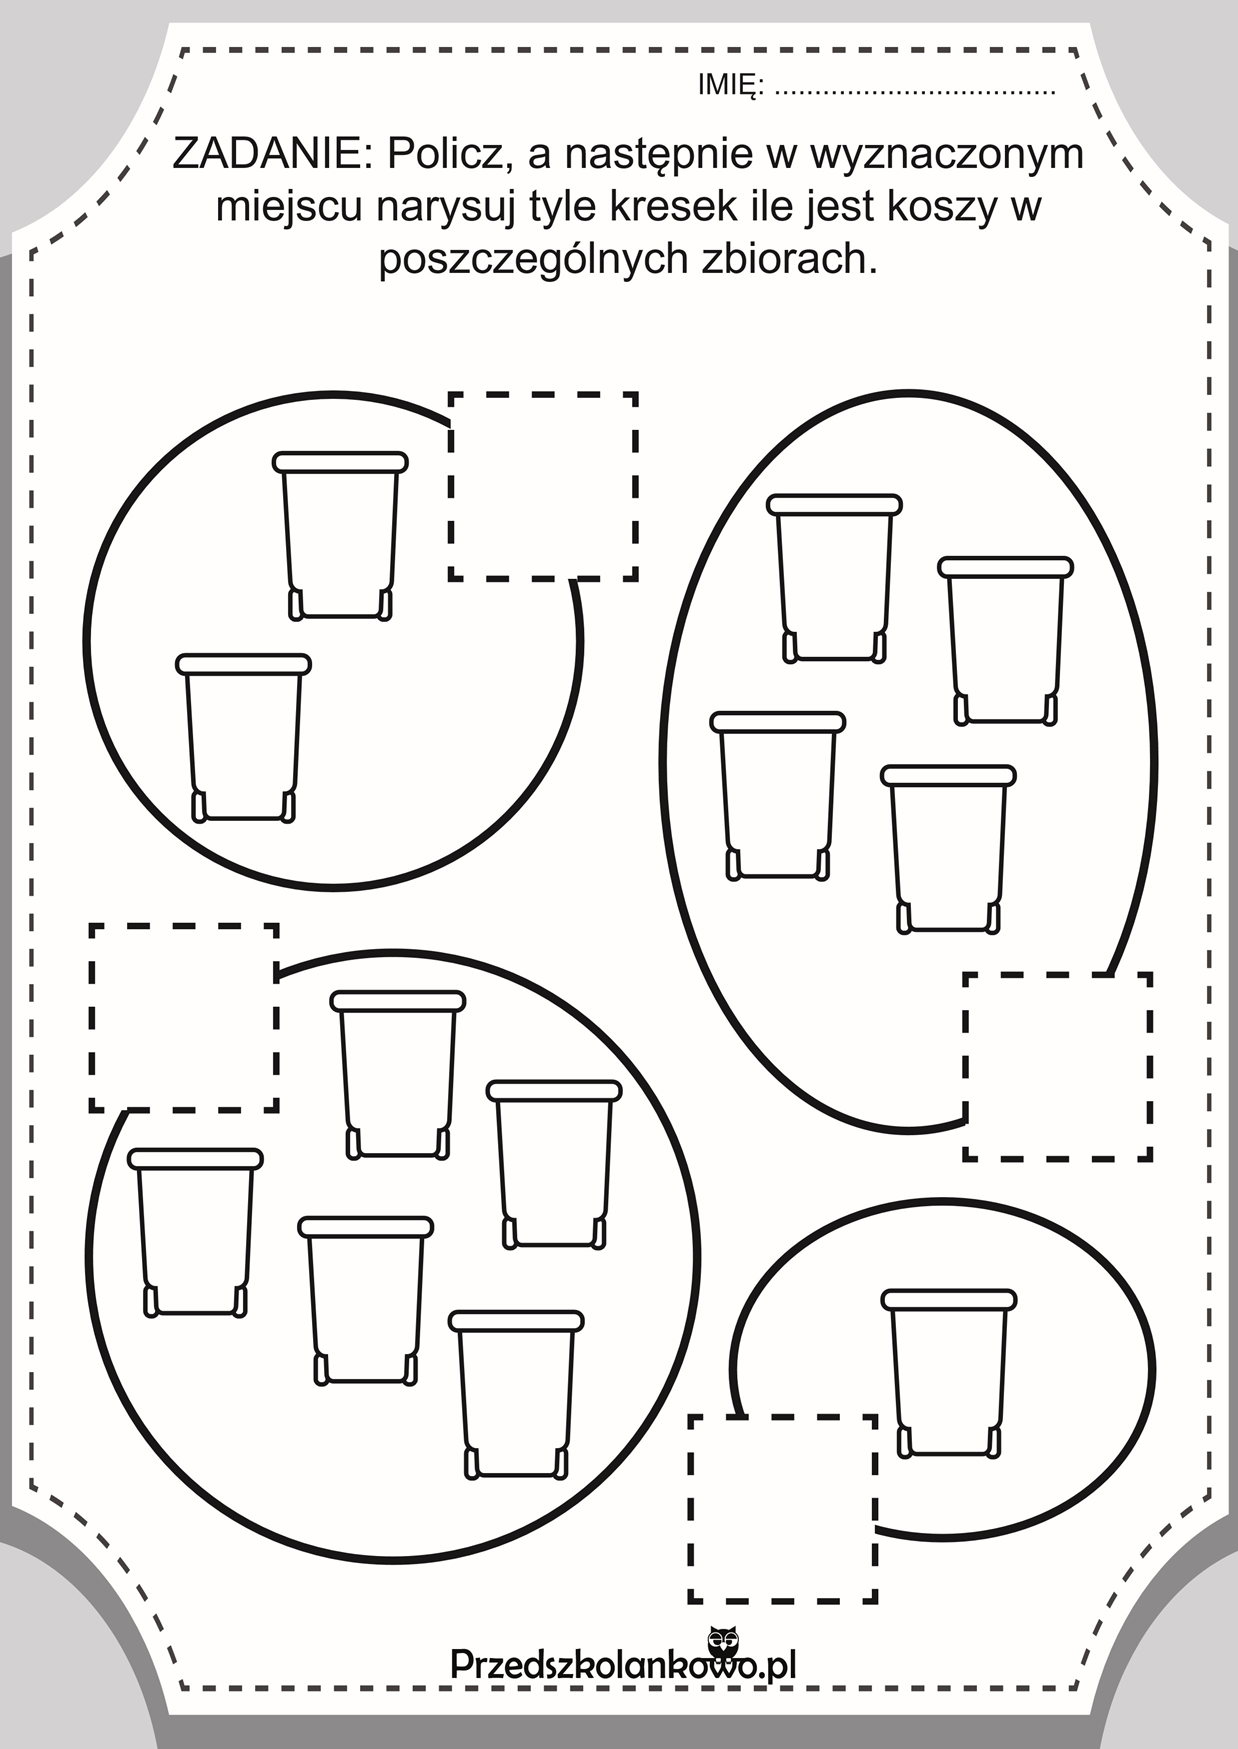 IMIĘ: ...................................
ZADANIE: Policz, a następnie w wyznaczonym
miejscu narysuj tyle kresek ile jest koszy w
poszczególnych zbiorach.
Przedszkolankowo.pl